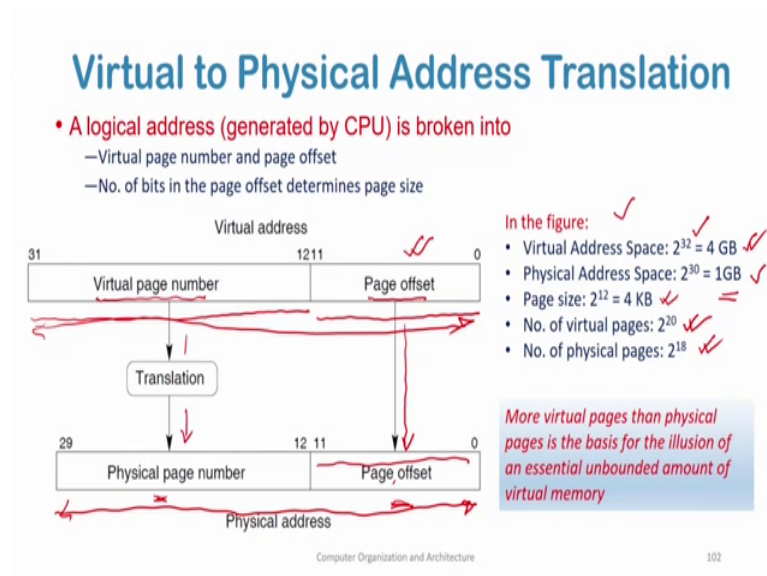 Virtual to Physical Address Translation
• A logical address (generated by CPU) is broken into
–Virtual page number and page offset
–No. of bits in the page offset determines page size
Virtual address
31 12 11 0
Virtual page number Page offset
Translation
29 12 11 0
Physical page number Page offset
Physical address
In the figure:
• Virtual Address Space: 2³² = 4 GB
• Physical Address Space: 2³⁰ = 1GB
• Page size: 2¹² = 4 KB
• No. of virtual pages: 2²⁰
• No. of physical pages: 2¹⁸
More virtual pages than physical
pages is the basis for the illusion of
an essential unbounded amount of
virtual memory
Computer Organization and Architecture
102